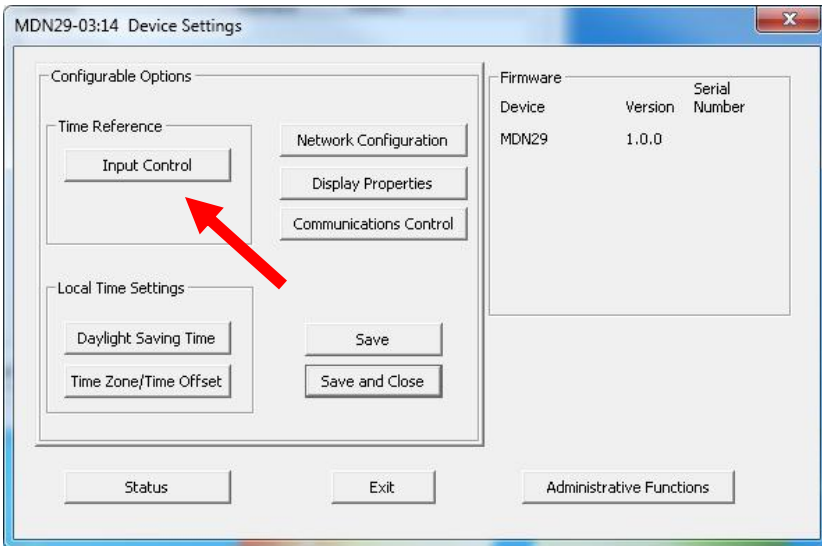 MDN29-03:14 Device Settings
x
Configurable Options
Time Reference
Input Control
Network Configuration
Display Properties
Communications Control
Local Time Settings
Daylight Saving Time
Time Zone/Time Offset
Save
Save and Close
Firmware
Device Version Serial Number
MDN29 1.0.0
Status
Exit
Administrative Functions